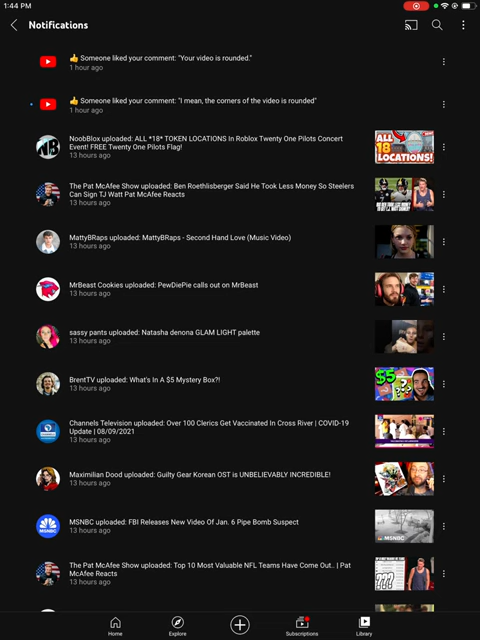 1:44 PM
Notifications
👍 Someone liked your comment: "Your video is rounded."
1 hour ago
👍 Someone liked your comment: "I mean, the corners of the video is rounded"
1 hour ago
NoobBlox uploaded: ALL *18* TOKEN LOCATIONS In Roblox Twenty One Pilots Concert
Event! FREE Twenty One Pilots Flag!
13 hours ago
ALL
18
LOCATIONS!
The Pat McAfee Show uploaded: Ben Roethlisberger Said He Took Less Money So Steelers
Can Sign TJ Watt Pat McAfee Reacts
13 hours ago
MattyBRaps uploaded: MattyBRaps - Second Hand Love (Music Video)
13 hours ago
MrBeast Cookies uploaded: PewDiePie calls out on MrBeast
13 hours ago
sassy pants uploaded: Natasha denona GLAM LIGHT palette
13 hours ago
BrentTV uploaded: What's In A $5 Mystery Box?!
13 hours ago
$5
Channels Television uploaded: Over 100 Clerics Get Vaccinated In Cross River | COVID-19
Update | 08/09/2021
13 hours ago
Maximilian Dood uploaded: Guilty Gear Korean OST is UNBELIEVABLY INCREDIBLE!
13 hours ago
MSNBC uploaded: FBI Releases New Video Of Jan. 6 Pipe Bomb Suspect
13 hours ago
MSNBC
MSNBC
The Pat McAfee Show uploaded: Top 10 Most Valuable NFL Teams Have Come Out.. | Pat
McAfee Reacts
13 hours ago
???
Home
Explore
Subscriptions
Library